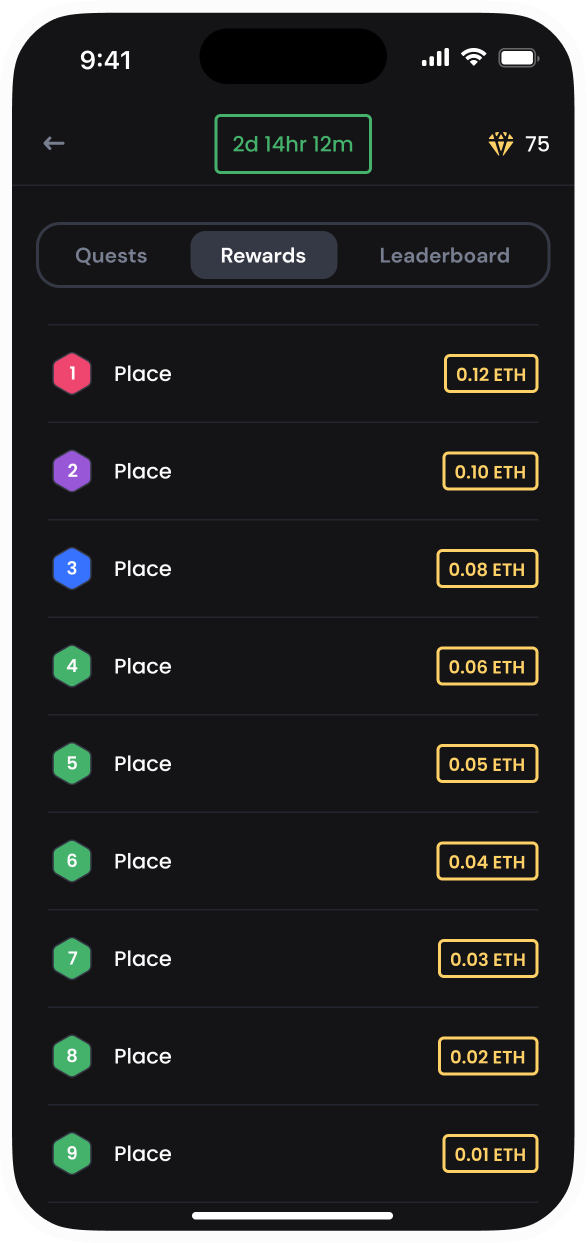 9:41
2d 14hr 12m
75
Quests Rewards Leaderboard
1 Place 0.12 ETH
2 Place 0.10 ETH
3 Place 0.08 ETH
4 Place 0.06 ETH
5 Place 0.05 ETH
6 Place 0.04 ETH
7 Place 0.03 ETH
8 Place 0.02 ETH
9 Place 0.01 ETH